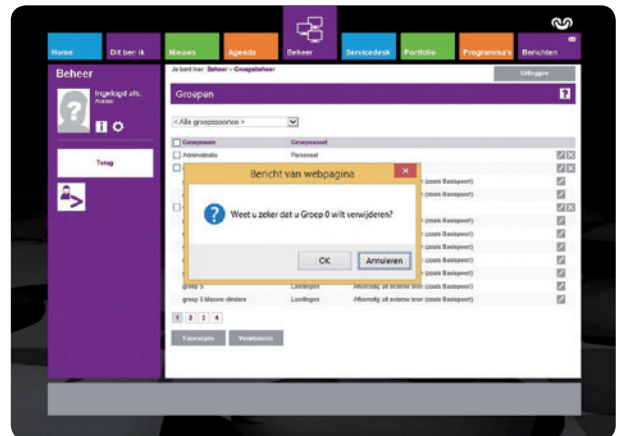 Home
Dit ben ik
Nieuws
Agenda
Beheer
Servicedesk
Portfolio
Programma's
Berichten
Beheer
Je bent hier: Beheer > Groepsbeheer
Uitloggen
Ingelogd als:
Admin
Groepen
?
< Alle groepssoorten >
Groepsnaam Groepssoort
Administratie Personeel
Terug
Bericht van webpagina
Weet u zeker dat u Groep 0 wilt verwijderen?
OK Annuleren
(zoals Basispoort)
(zoals Basispoort)
(zoals Basispoort)
(zoals Basispoort)
(zoals Basispoort)
(zoals Basispoort)
(zoals Basispoort)
groep 5 Leerlingen Afkomstig uit externe bron (zoals Basispoort)
groep 5 blauwe vlinders Leerlingen Afkomstig uit externe bron (zoals Basispoort)
1 2 3 4
Toevoegen Verwijderen